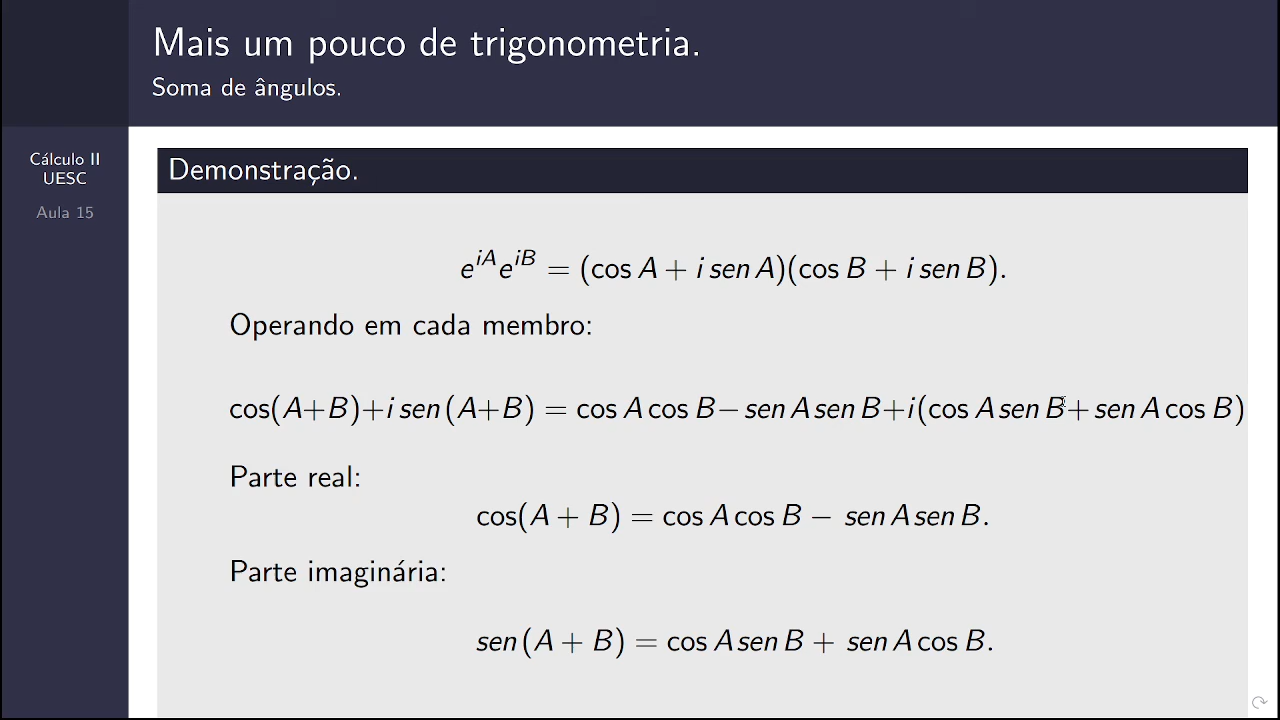 Mais um pouco de trigonometria.
Soma de ângulos.
Cálculo II
UESC
Aula 15
Demonstração.
e^{iA}e^{iB} = (cos A + i sen A)(cos B + i sen B).
Operando em cada membro:
cos(A+B)+i sen (A+B) = cos A cos B− sen A sen B+i(cos A sen B+ sen A cos B)
Parte real:
cos(A + B) = cos A cos B − sen A sen B.
Parte imaginária:
sen (A + B) = cos A sen B + sen A cos B.